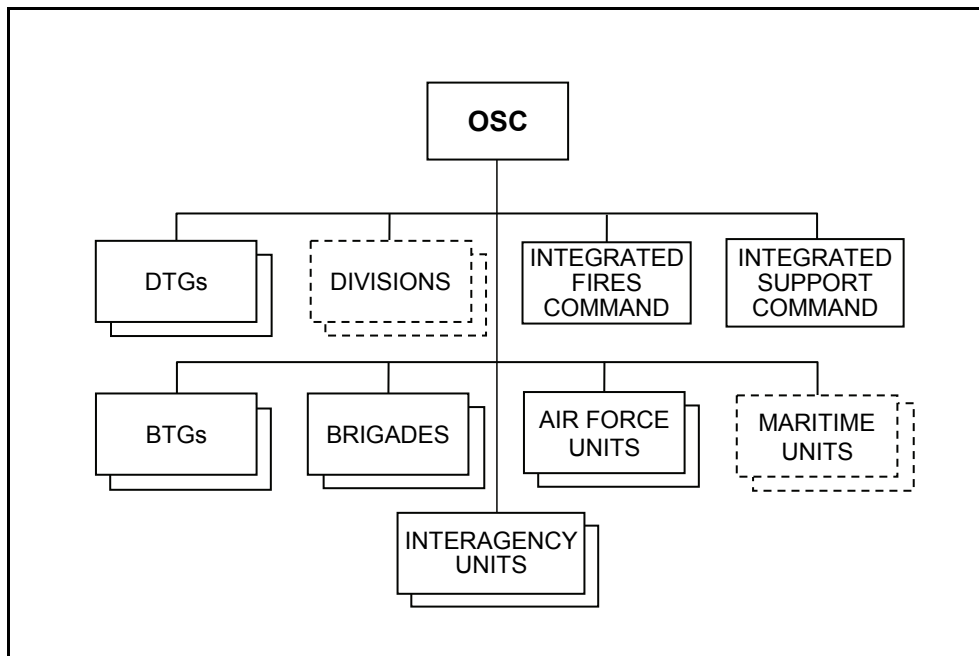 OSC
DTGs
DIVISIONS
INTEGRATED
FIRES
COMMAND
INTEGRATED
SUPPORT
COMMAND
BTGs
BRIGADES
AIR FORCE
UNITS
MARITIME
UNITS
INTERAGENCY
UNITS